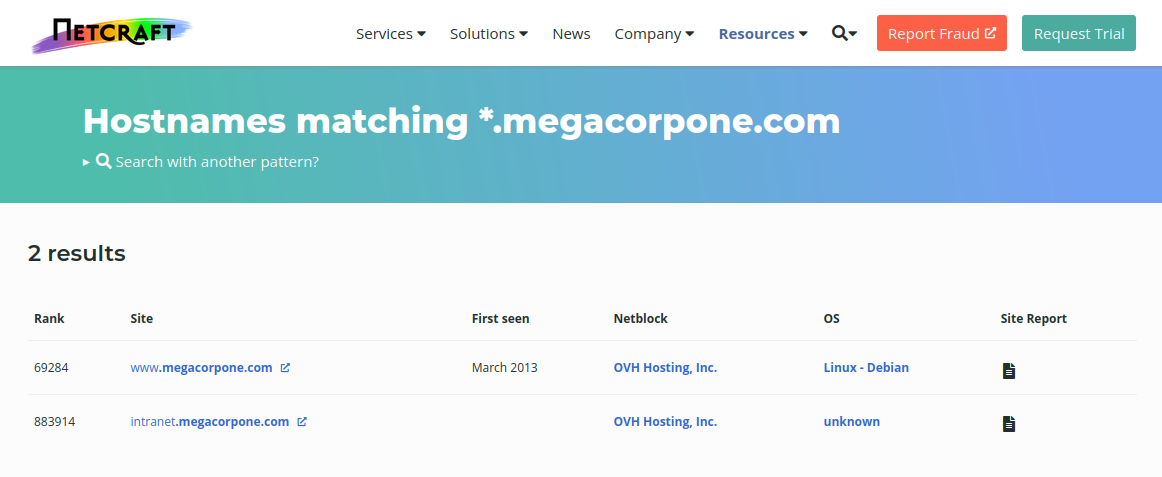 NETCRAFT
Services Solutions News Company Resources Report Fraud Request Trial
Hostnames matching *.megacorpone.com
Search with another pattern?
2 results
Rank Site First seen Netblock OS Site Report
69284 www.megacorpone.com March 2013 OVH Hosting, Inc. Linux - Debian
883914 intranet.megacorpone.com OVH Hosting, Inc. unknown